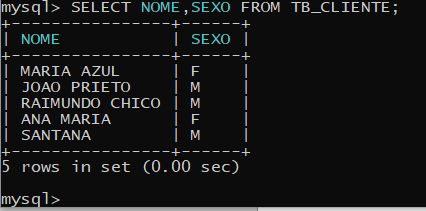 mysql> SELECT NOME,SEXO FROM TB_CLIENTE;
+---------------+------+
| NOME          | SEXO |
+---------------+------+
| MARIA AZUL    | F    |
| JOAO PRIETO   | M    |
| RAIMUNDO CHICO | M    |
| ANA MARIA     | F    |
| SANTANA       | M    |
+---------------+------+
5 rows in set (0.00 sec)
mysql>